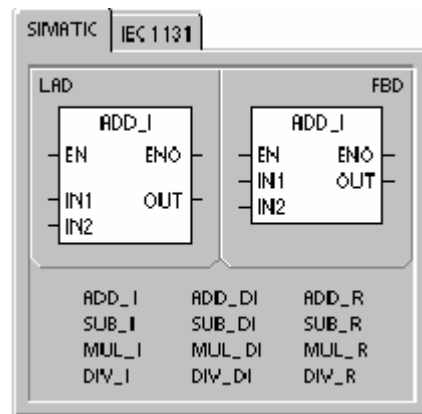 SIMATIC IEC 1131
LAD FBD
ADD_I ADD_I
EN ENO EN ENO
IN1 OUT IN1 OUT
IN2 IN2
ADD_I ADD_DI ADD_R
SUB_I SUB_DI SUB_R
MUL_I MUL_DI MUL_R
DIV_I DIV_DI DIV_R